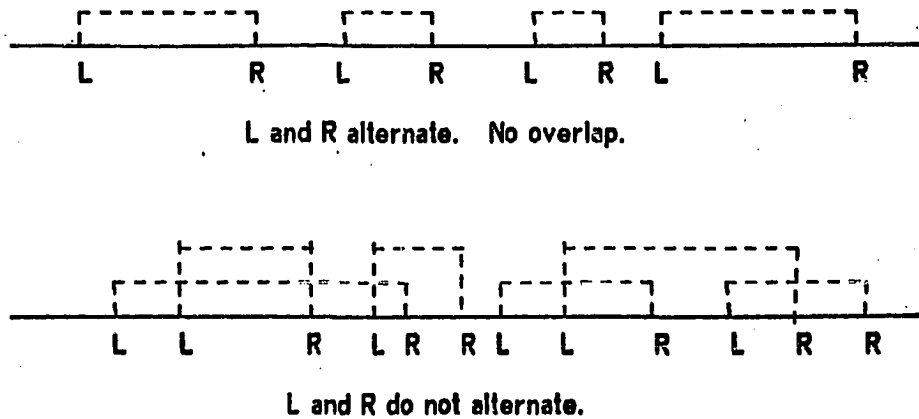 L R L R L R L R
L and R alternate. No overlap.
L L R L R R L L R L R R
L and R do not alternate.